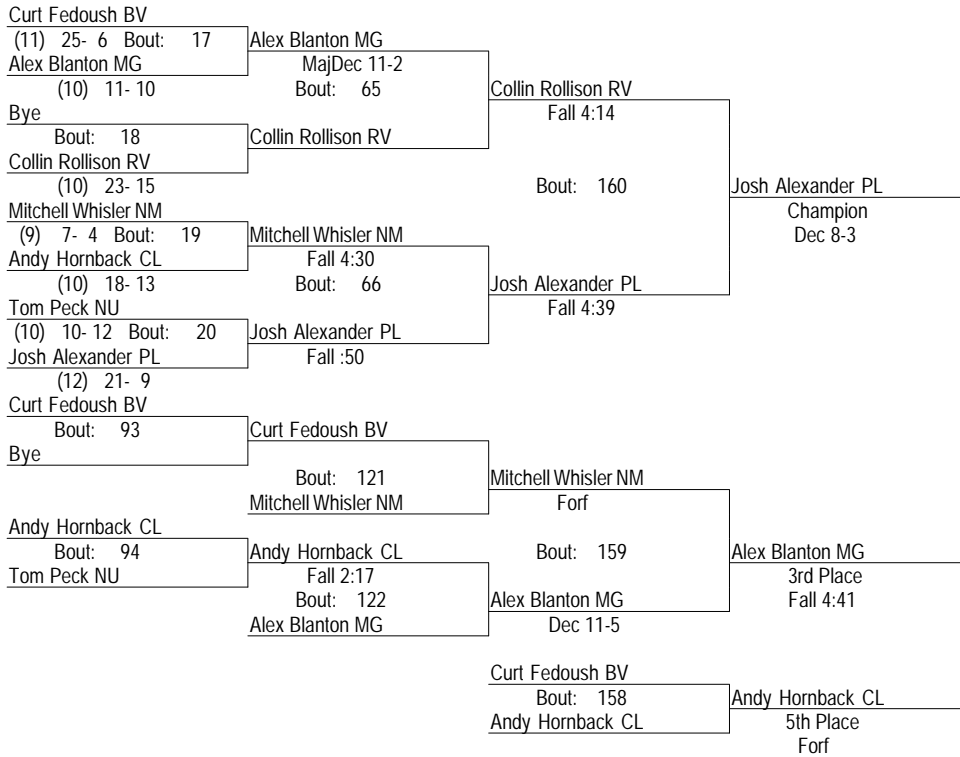 Curt Fedoush BV
(11) 25- 6 Bout: 17 Alex Blanton MG
Alex Blanton MG MajDec 11-2
(10) 11- 10 Bout: 65 Collin Rollison RV
Bye Fall 4:14
Bout: 18 Collin Rollison RV
Collin Rollison RV
(10) 23- 15 Bout: 160 Josh Alexander PL
Mitchell Whisler NM Champion
(9) 7- 4 Bout: 19 Mitchell Whisler NM Dec 8-3
Andy Hornback CL Fall 4:30
(10) 18- 13 Bout: 66 Josh Alexander PL
Tom Peck NU Fall 4:39
(10) 10- 12 Bout: 20 Josh Alexander PL
Josh Alexander PL Fall :50
(12) 21- 9
Curt Fedoush BV
Bout: 93 Curt Fedoush BV
Bye
Bout: 121 Mitchell Whisler NM
Mitchell Whisler NM Forf
Andy Hornback CL
Bout: 94 Andy Hornback CL Bout: 159 Alex Blanton MG
Tom Peck NU Fall 2:17 3rd Place
Bout: 122 Alex Blanton MG Fall 4:41
Alex Blanton MG Dec 11-5
Curt Fedoush BV
Bout: 158 Andy Hornback CL
Andy Hornback CL 5th Place
Forf